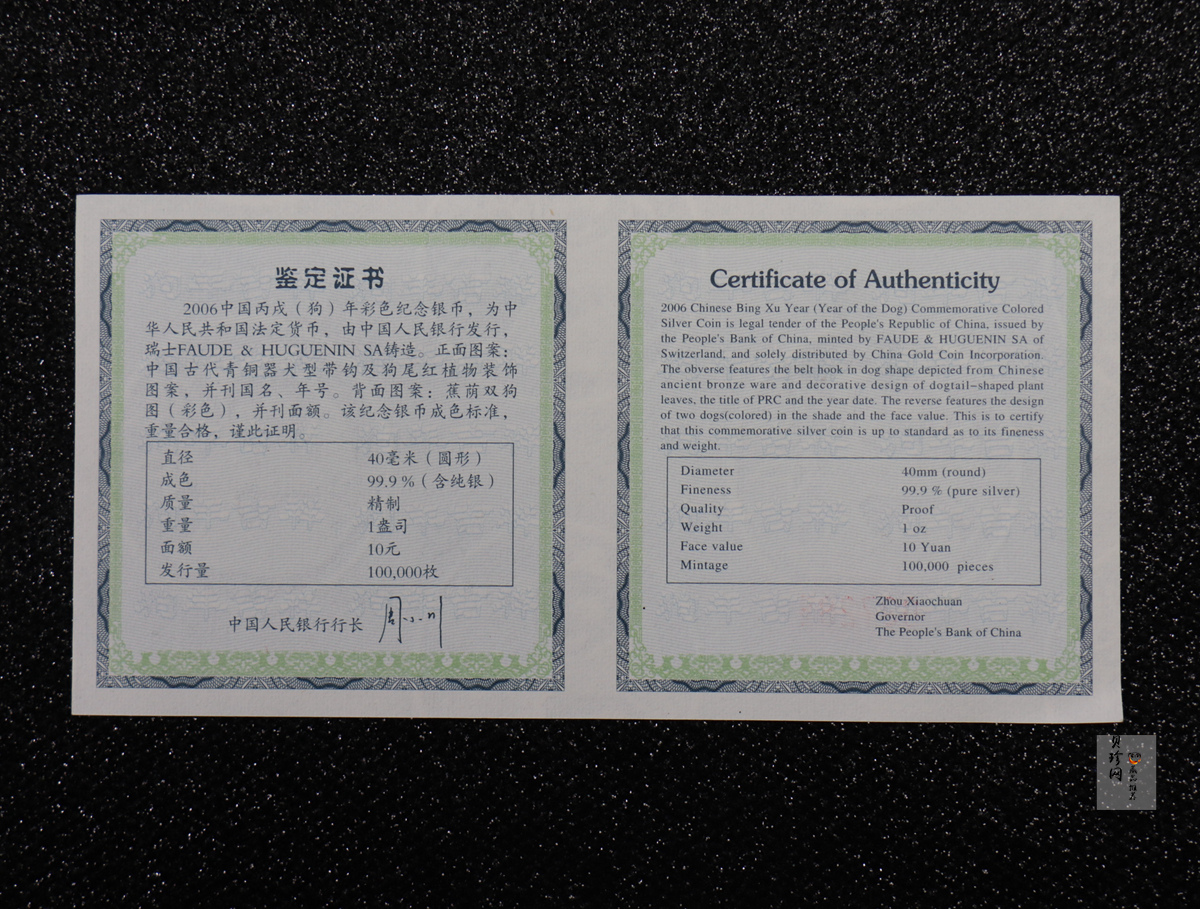 鉴定证书
2006中国丙戌(狗)年彩色纪念银币,为中
华人民共和国法定货币,由中国人民银行发行,
瑞士FAUDE & HUGUENIN SA铸造。正面图案:
中国古代青铜器犬型带钩及狗尾红植物装饰
图案,并刊国名、年号。背面图案:蕉荫双狗
图(彩色),并刊面额。该纪念银币成色标准,
重量合格,谨此证明。
直径 40毫米(圆形)
成色 99.9%(含纯银)
质量 精制
重量 1盎司
面额 10元
发行量 100,000枚
中国人民银行行长
Certificate of Authenticity
2006 Chinese Bing Xu Year (Year of the Dog) Commemorative Colored
Silver Coin is legal tender of the People's Republic of China, issued by
the People's Bank of China, minted by FAUDE & HUGUENIN SA of
Switzerland, and solely distributed by China Gold Coin Incorporation.
The obverse features the belt hook in dog shape depicted from Chinese
ancient bronze ware and decorative design of dogtail-shaped plant
leaves, the title of PRC and the year date. The reverse features the design
of two dogs(colored) in the shade and the face value. This is to certify
that this commemorative silver coin is up to standard as to its fineness
and weight.
Diameter 40mm (round)
Fineness 99.9 % (pure silver)
Quality Proof
Weight 1 oz
Face value 10 Yuan
Mintage 100,000 pieces
Zhou Xiaochuan
Governor
The People's Bank of China